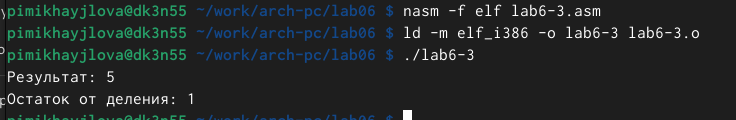 pimikhayjlova@dk3n55 ~/work/arch-pc/lab06 $ nasm -f elf lab6-3.asm
pimikhayjlova@dk3n55 ~/work/arch-pc/lab06 $ ld -m elf_i386 -o lab6-3 lab6-3.o
pimikhayjlova@dk3n55 ~/work/arch-pc/lab06 $ ./lab6-3
Результат: 5
Остаток от деления: 1
pimikhayjlova@dk3n55 ~/work/arch-pc/lab06 $